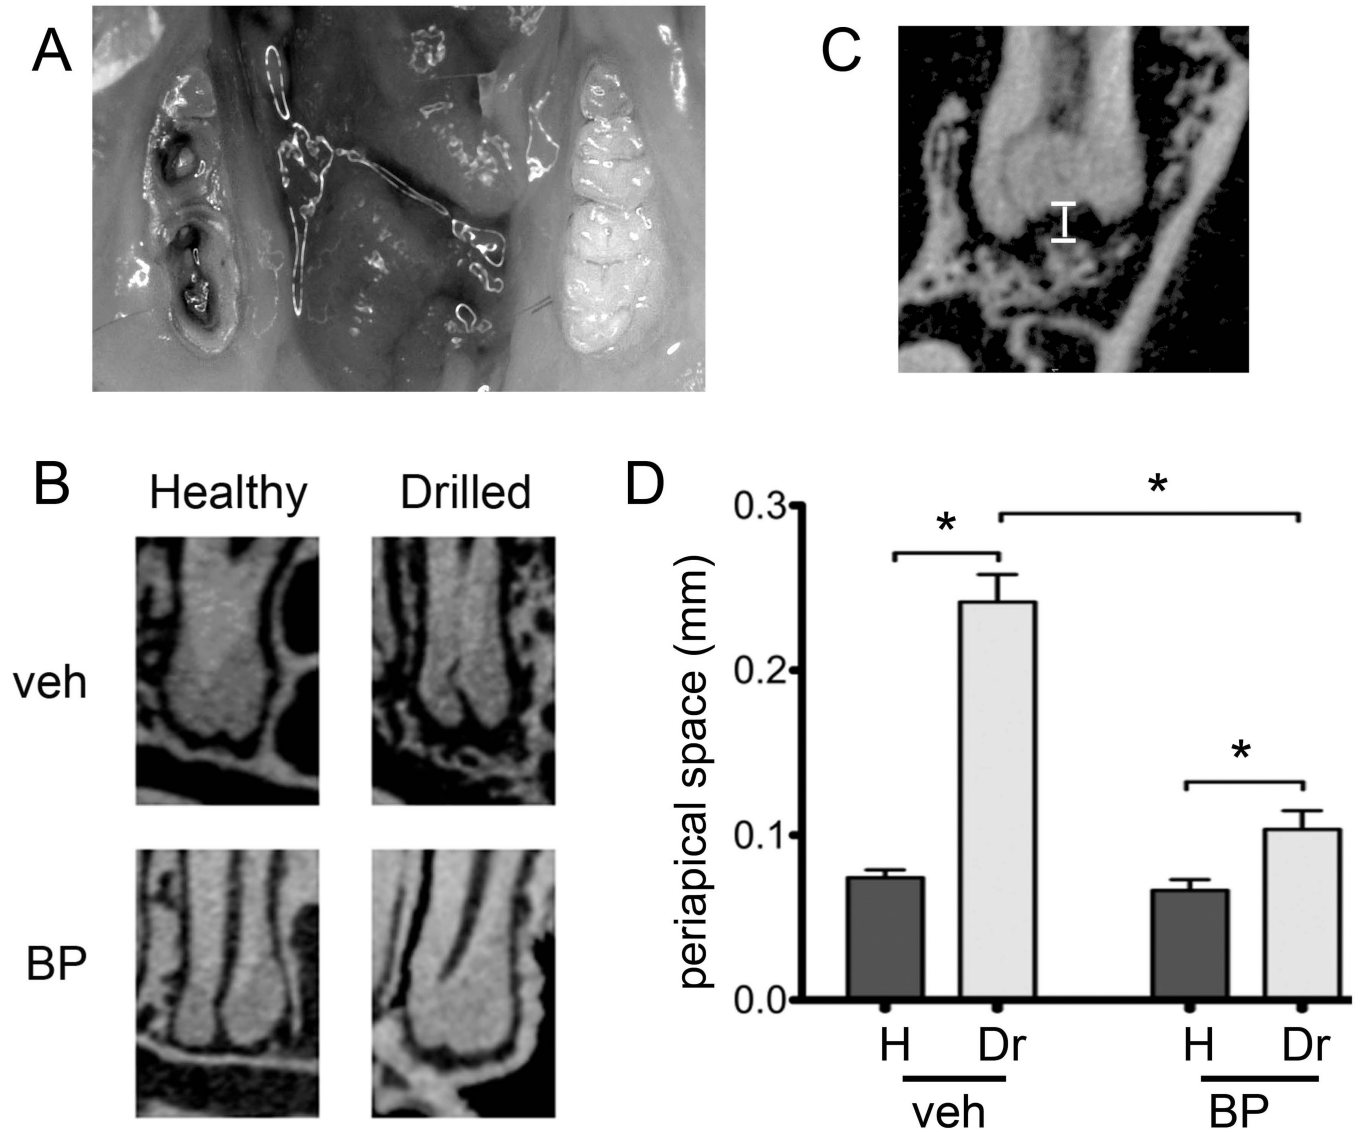 A
C
B
Healthy
Drilled
veh
BP
D
periapical space (mm)
0.3
0.2
0.1
0.0
*
*
*
H
Dr
H
Dr
veh
BP